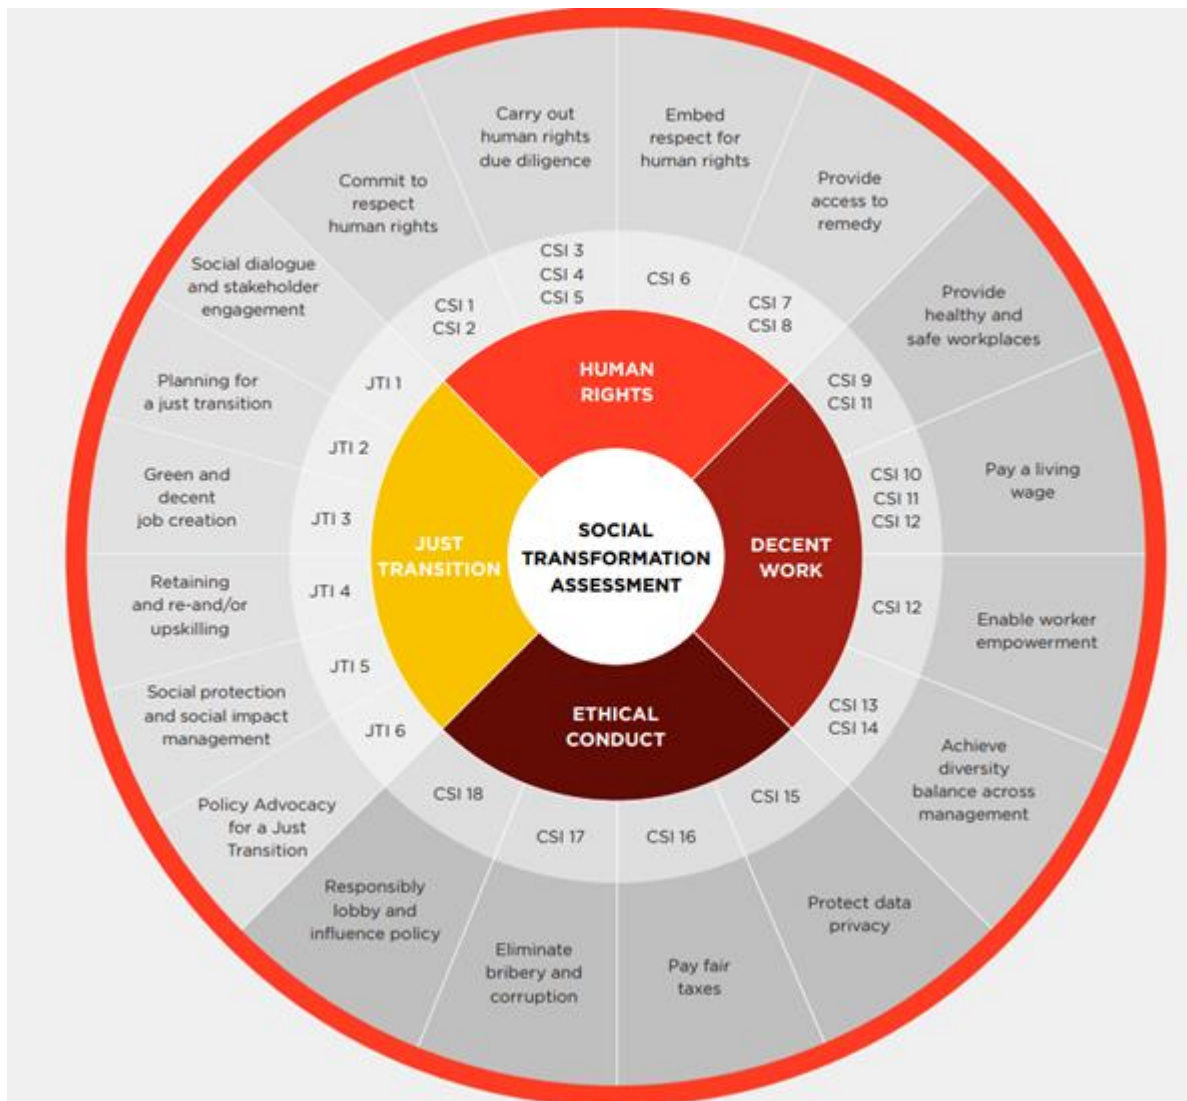 SOCIAL
TRANSFORMATION
ASSESSMENT
HUMAN
RIGHTS
DECENT
WORK
ETHICAL
CONDUCT
JUST
TRANSITION
Commit to
respect
human rights
CSI 1
CSI 2
Carry out
human rights
due diligence
CSI 3
CSI 4
CSI 5
Embed
respect for
human rights
CSI 6
Provide
access to
remedy
CSI 7
CSI 8
Provide
healthy and
safe workplaces
CSI 9
CSI 11
Pay a living
wage
CSI 10
CSI 11
CSI 12
Enable worker
empowerment
CSI 12
Achieve
diversity
balance across
management
CSI 13
CSI 14
Protect data
privacy
CSI 15
Pay fair
taxes
CSI 16
Eliminate
bribery and
corruption
CSI 17
Responsibly
lobby and
influence policy
CSI 18
Policy Advocacy
for a Just
Transition
JTI 6
Social protection
and social impact
management
JTI 5
Retaining
and re-and/or
upskilling
JTI 4
Green and
decent
job creation
JTI 3
Planning for
a just transition
JTI 2
Social dialogue
and stakeholder
engagement
JTI 1